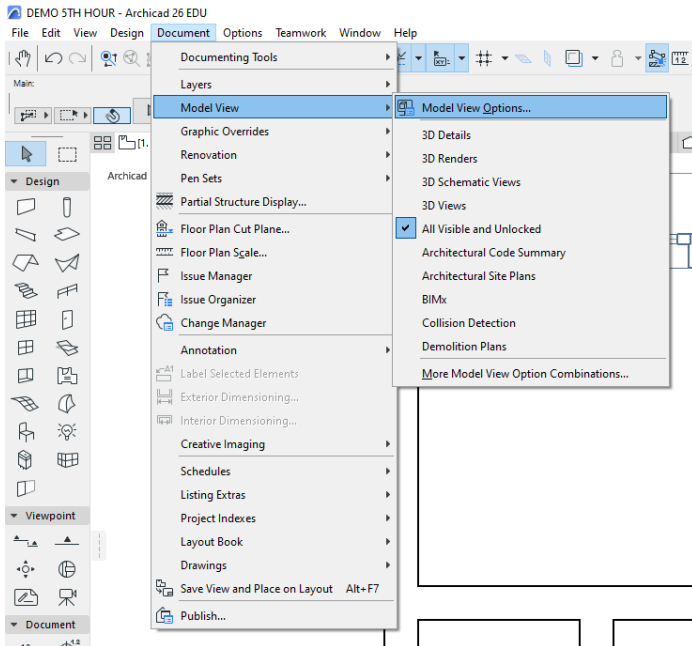 DEMO 5TH HOUR - Archicad 26 EDU
File Edit View Design Document Options Teamwork Window Help
Main:
Archicad
Design
Viewpoint
Document
Documenting Tools
Layers
Model View
Graphic Overrides
Renovation
Pen Sets
Partial Structure Display...
Floor Plan Cut Plane...
Floor Plan Scale...
Issue Manager
Issue Organizer
Change Manager
Annotation
Label Selected Elements
Exterior Dimensioning...
Interior Dimensioning...
Creative Imaging
Schedules
Listing Extras
Project Indexes
Layout Book
Drawings
Save View and Place on Layout Alt+F7
Publish...
Model View Options...
3D Details
3D Renders
3D Schematic Views
3D Views
All Visible and Unlocked
Architectural Code Summary
Architectural Site Plans
BIMx
Collision Detection
Demolition Plans
More Model View Option Combinations...